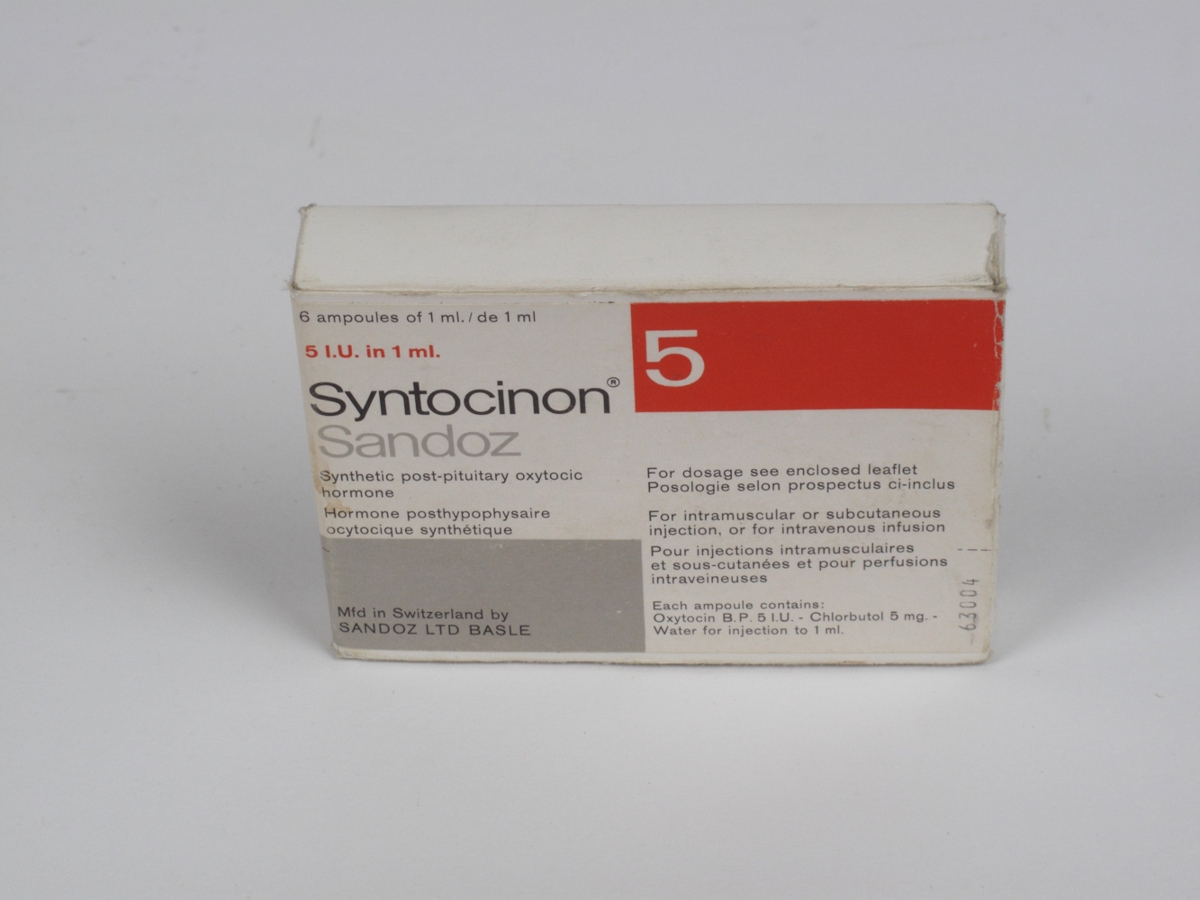 6 ampoules of 1 ml. / de 1 ml
5 I.U. in 1 ml.
Syntocinon®
Sandoz
Synthetic post-pituitary oxytocic
hormone
Hormone posthypophysaire
ocytocique synthétique
Mfd in Switzerland by
SANDOZ LTD BASLE
5
For dosage see enclosed leaflet
Posologie selon prospectus ci-inclus
For intramuscular or subcutaneous
injection, or for intravenous infusion
Pour injections intramusculaires
et sous-cutanées et pour perfusions
intraveineuses
Each ampoule contains:
Oxytocin B.P. 5 I.U. - Chlorbutol 5 mg. -
Water for injection to 1 ml.
63004